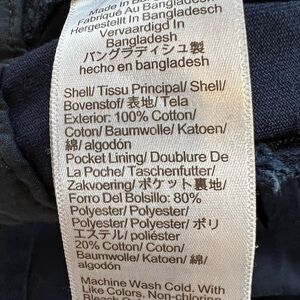 Made In Ban
Fabriqué Au Bangladesh
Hergestellt In Bangladesch
Vervaardigd In
Bangladesh
バングラディシュ製
hecho en bangladesh
Shell/ Tissu Principal/ Shell/
Bovenstof/ 表地/ Tela
Exterior: 100% Cotton/
Coton/ Baumwolle/ Katoen/
綿/ algodón
Pocket Lining/ Doublure De
La Poche/ Taschenfutter/
Zakvoering/ ポケット裏地/
Forro Del Bolsillo: 80%
Polyester/ Polyester/
Polyester/ Polyester/ ポリ
エステル/ poliéster
20% Cotton/ Coton/
Baumwolle/ Katoen/ 綿/
algodón
Machine Wash Cold. With
Like Colors. Non-chlorine